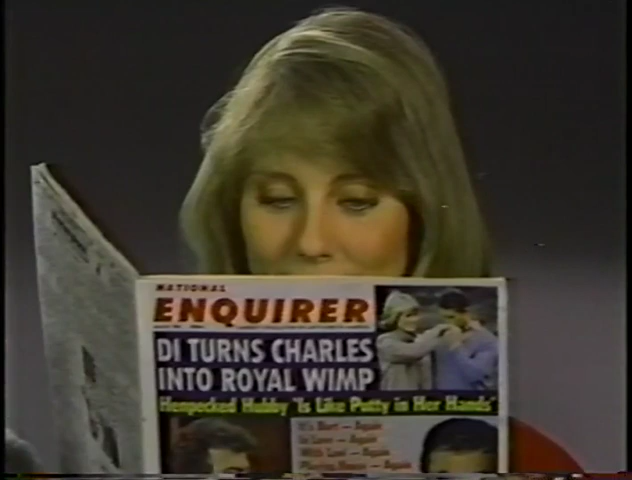 NATIONAL
ENQUIRER
DI TURNS CHARLES
INTO ROYAL WIMP
Henpecked Hubby 'Is Like Putty in Her Hands'
It's Burt — Again
In Love — Again
With Loni — Again
Playing House — Again